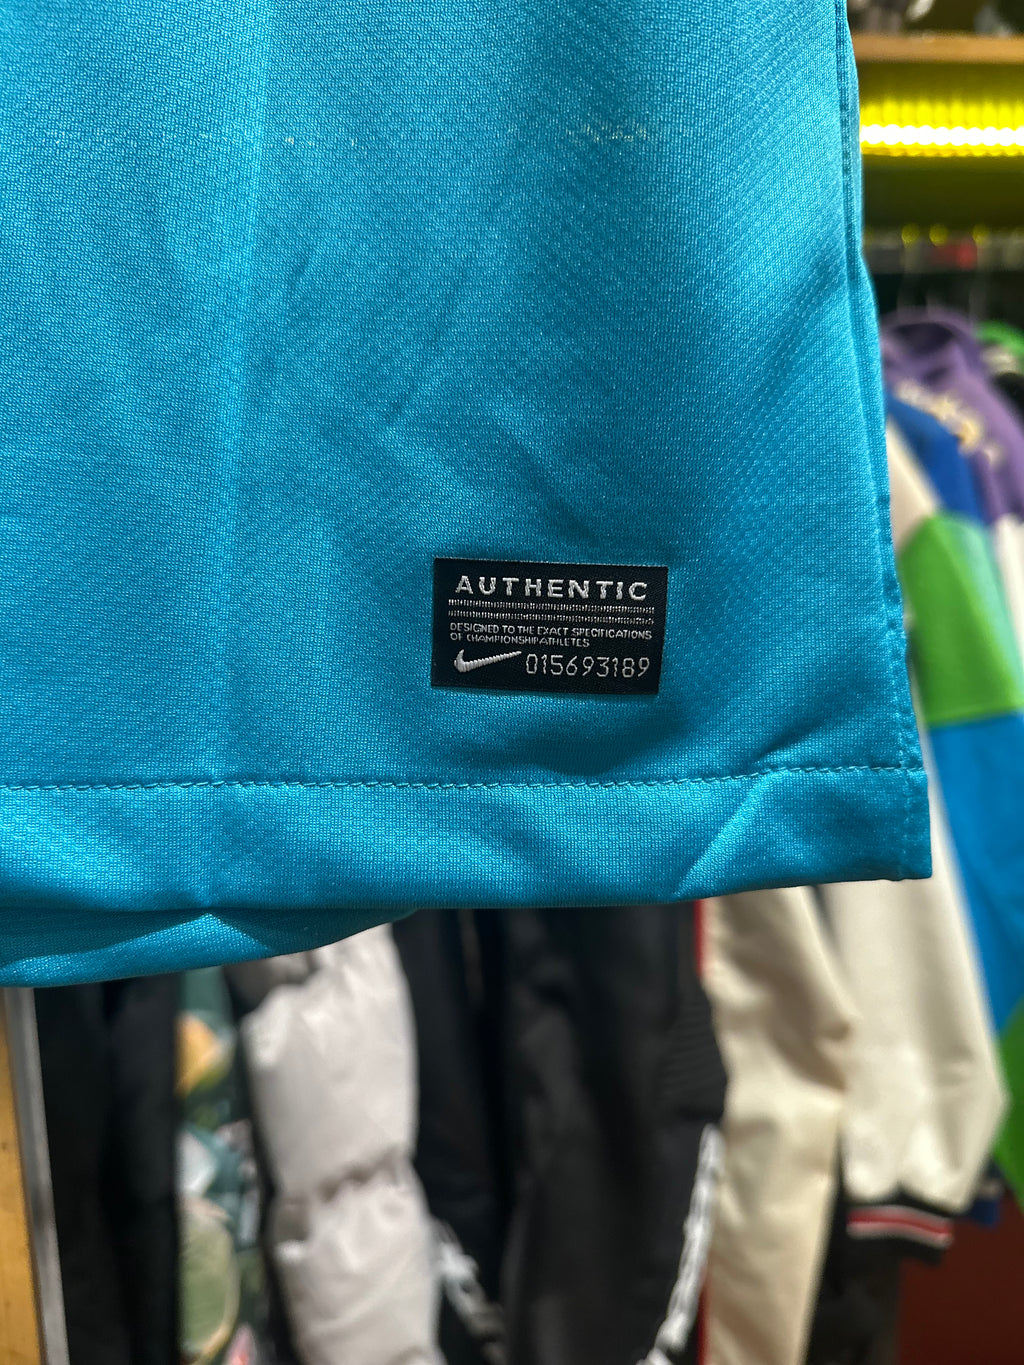 AUTHENTIC
DESIGNED TO THE EXACT SPECIFICATIONS
OF CHAMPIONSHIP ATHLETES
015693189